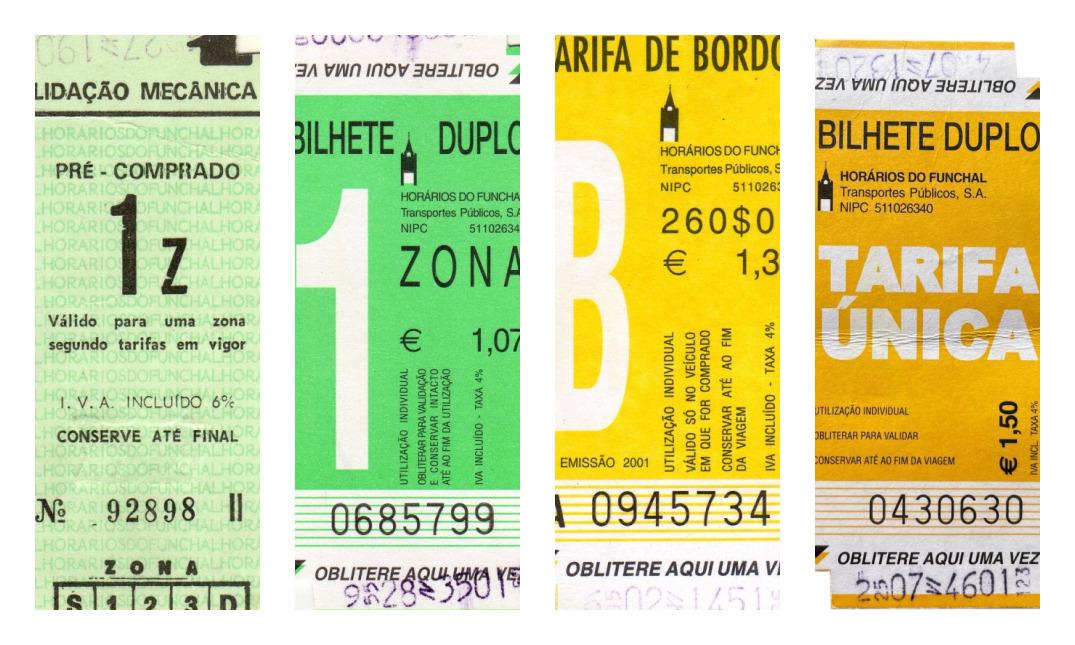 LIDAÇÃO MECÂNICA
PRÉ - COMPRADO
1 Z
Válido para uma zona
segundo tarifas em vigor
I. V. A. INCLUÍDO 6%
CONSERVE ATÉ FINAL
Nº 92898 II
ZONA
S 1 2 3 D
OBLITERE AQUI UMA VEZ
BILHETE DUPLO
1
HORÁRIOS DO FUNCHAL
Transportes Públicos, S.A
NIPC 51102634
ZONA
€ 1,07
UTILIZAÇÃO INDIVIDUAL
OBLITERAR PARA VALIDAÇÃO
E CONSERVAR INTACTO
ATÉ AO FIM DA UTILIZAÇÃO
IVA INCLUÍDO - TAXA 4%
0685799
OBLITERE AQUI UMA VE
ARIFA DE BORDO
B
HORÁRIOS DO FUNCH
Transportes Públicos, S
NIPC 5110263
260$0
€ 1,3
UTILIZAÇÃO INDIVIDUAL
VÁLIDO SÓ NO VEÍCULO
EM QUE FOR COMPRADO
CONSERVAR ATÉ AO FIM
DA VIAGEM
IVA INCLUÍDO - TAXA 4%
EMISSÃO 2001
A 0945734
OBLITERE AQUI UMA V
OBLITERE AQUI UMA VEZ
BILHETE DUPLO
HORÁRIOS DO FUNCHAL
Transportes Públicos, S.A.
NIPC 511026340
TARIFA
ÚNICA
UTILIZAÇÃO INDIVIDUAL
OBLITERAR PARA VALIDAR
CONSERVAR ATÉ AO FIM DA VIAGEM
€ 1,50
IVA INCL. TAXA 4%
0430630
OBLITERE AQUI UMA VEZ